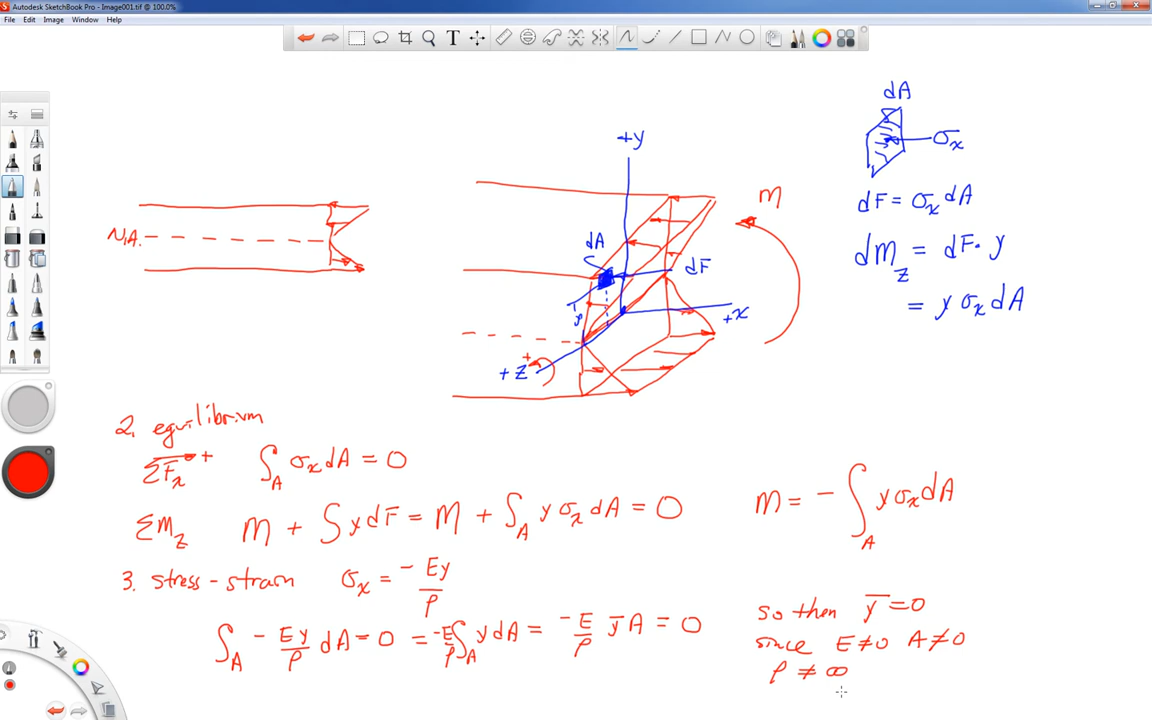 Autodesk SketchBook Pro - Image001.tif @ 100.0%
File Edit Image Window Help
T
dA
σx
dF = σx dA
dMz = dF · y
= y σx dA
+y
M
N.A.
dA
dF
y
+x
+
+z
2. equilibrium
ΣFx + ∫A σx dA = 0
ΣMz M + ∫ y dF = M + ∫A y σx dA = 0
M = - ∫A y σx dA
3. stress-strain σx = -Ey/ρ
∫A - Ey/ρ dA = 0 = -E/ρ ∫A y dA = -E/ρ ȳ A = 0
so then ȳ = 0
since E ≠ 0 A ≠ 0
ρ ≠ ∞